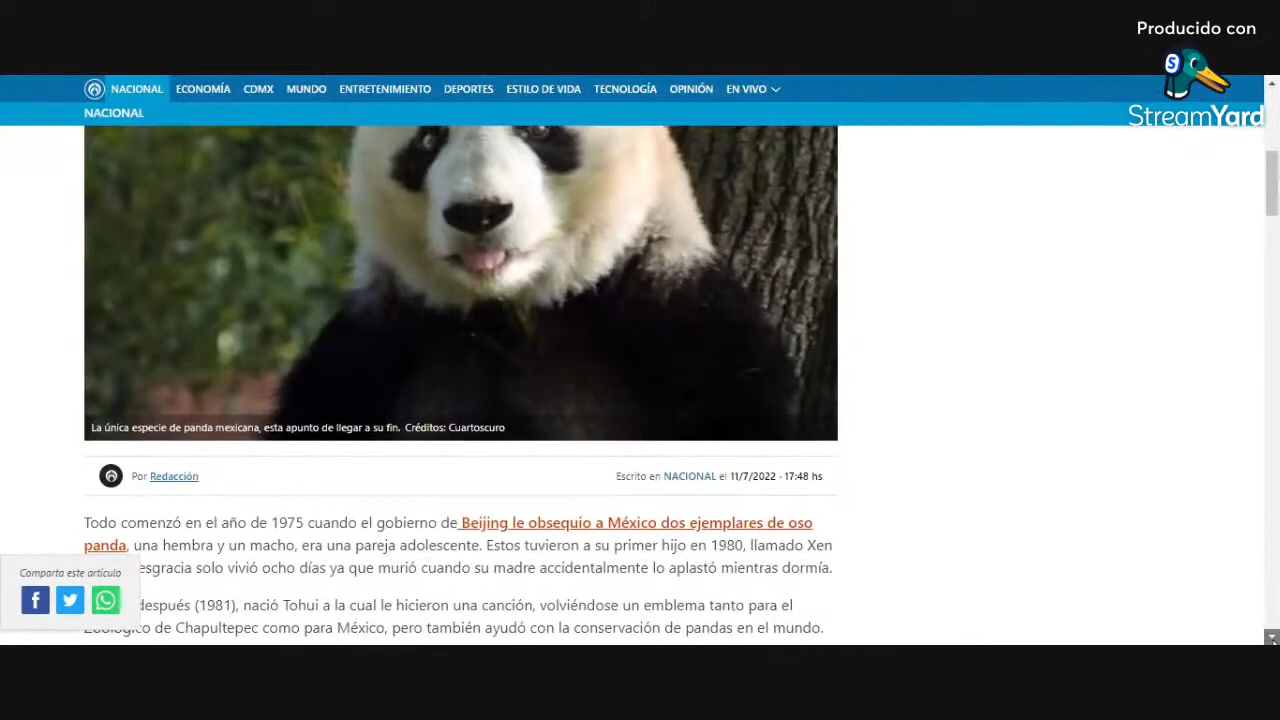 Producido con
StreamYard
NACIONAL ECONOMÍA CDMX MUNDO ENTRETENIMIENTO DEPORTES ESTILO DE VIDA TECNOLOGÍA OPINIÓN EN VIVO
NACIONAL
La única especie de panda mexicana, esta apunto de llegar a su fin. Créditos: Cuartoscuro
Por Redacción
Escrito en NACIONAL el 11/7/2022 · 17:48 hs
Todo comenzó en el año de 1975 cuando el gobierno de Beijing le obsequio a México dos ejemplares de oso
panda, una hembra y un macho, era una pareja adolescente. Estos tuvieron a su primer hijo en 1980, llamado Xen
esgracia solo vivió ocho días ya que murió cuando su madre accidentalmente lo aplastó mientras dormía.
después (1981), nació Tohui a la cual le hicieron una canción, volviéndose un emblema tanto para el
Zoológico de Chapultepec como para México, pero también ayudó con la conservación de pandas en el mundo.
Comparta este artículo